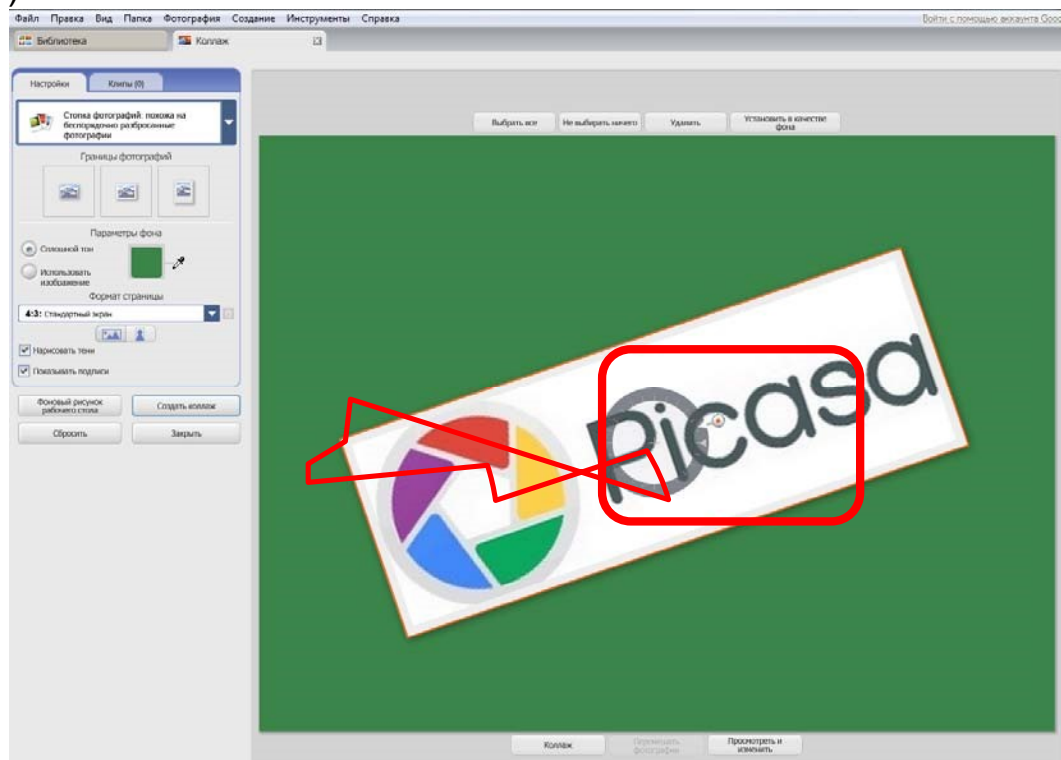 )
Файл Правка Вид Папка Фотография Создание Инструменты Справка
Войти с помощью аккаунта Goo
Библиотека
Коллаж
Настройки
Клипы (0)
Стопка фотографий: похожа на
беспорядочно разбросанные
фотографии
Границы фотографий
Параметры фона
Сплошной тон
Использовать
изображение
Формат страницы
4:3: Стандартный экран
Нарисовать тени
Показывать подписи
Фоновый рисунок
рабочего стола
Создать коллаж
Сбросить
Закрыть
Выбрать все
Не выбирать ничего
Удалить
Установить в качестве
фона
Picasa
Коллаж
Переместить
фотографии
Просмотреть и
изменить